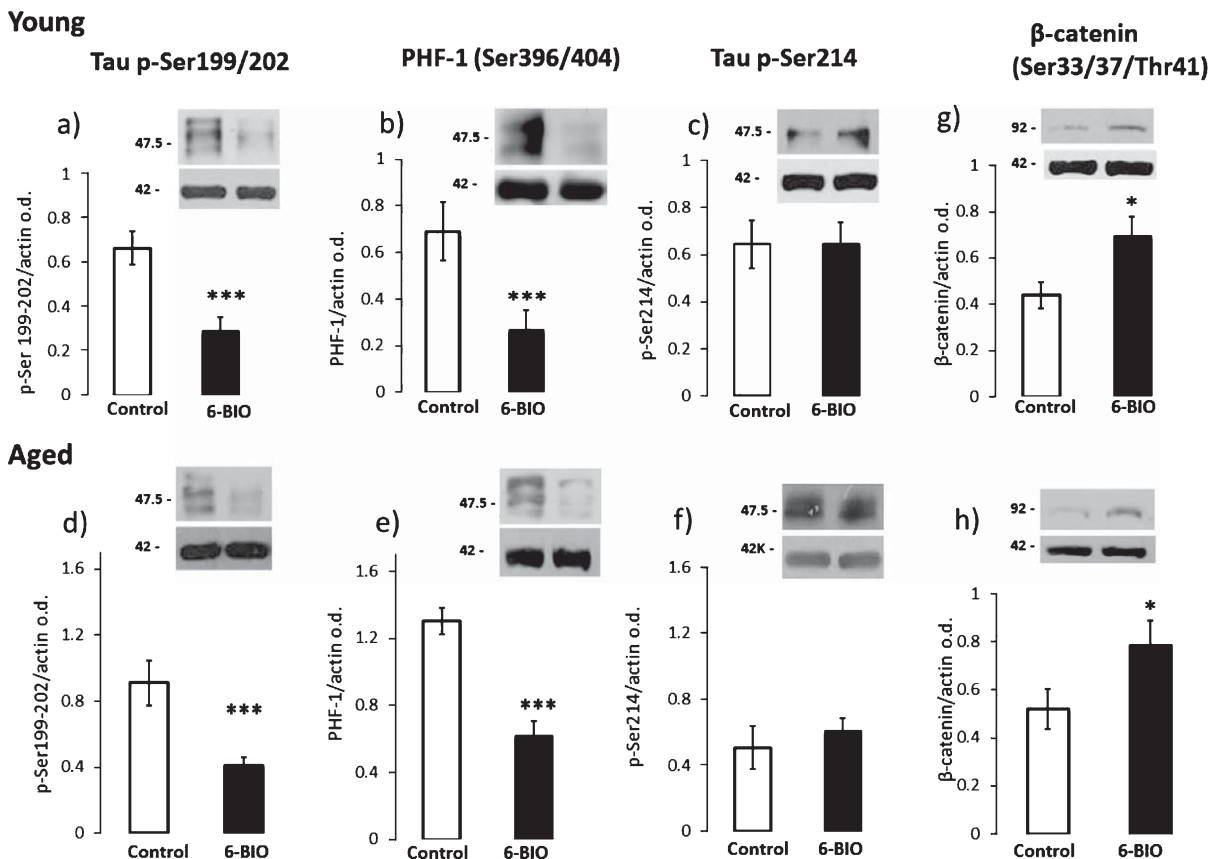 Young
Tau p-Ser199/202
PHF-1 (Ser396/404)
Tau p-Ser214
β-catenin
(Ser33/37/Thr41)
a)
47.5 -
42 -
p-Ser 199-202/actin o.d.
1
0.8
0.6
0.4
0.2
0
***
Control
6-BIO
b)
47.5 -
42 -
PHF-1/actin o.d.
1
0.8
0.6
0.4
0.2
0
***
Control
6-BIO
c)
47.5 -
42 -
p-Ser214/actin o.d.
1
0.8
0.6
0.4
0.2
0
Control
6-BIO
g)
92 -
42 -
β-catenin/actin o.d.
1
0.8
0.6
0.4
0.2
0
*
Control
6-BIO
Aged
d)
47.5 -
42 -
p-Ser199-202/actin o.d.
1.6
1.2
0.8
0.4
0
***
Control
6-BIO
e)
47.5 -
42 -
PHF-1/actin o.d.
1.6
1.2
0.8
0.4
0
***
Control
6-BIO
f)
47.5 -
42K -
p-Ser214/actin o.d.
1.6
1.2
0.8
0.4
0
Control
6-BIO
h)
92 -
42 -
β-catenin/actin o.d.
1
0.8
0.6
0.4
0.2
0
*
Control
6-BIO